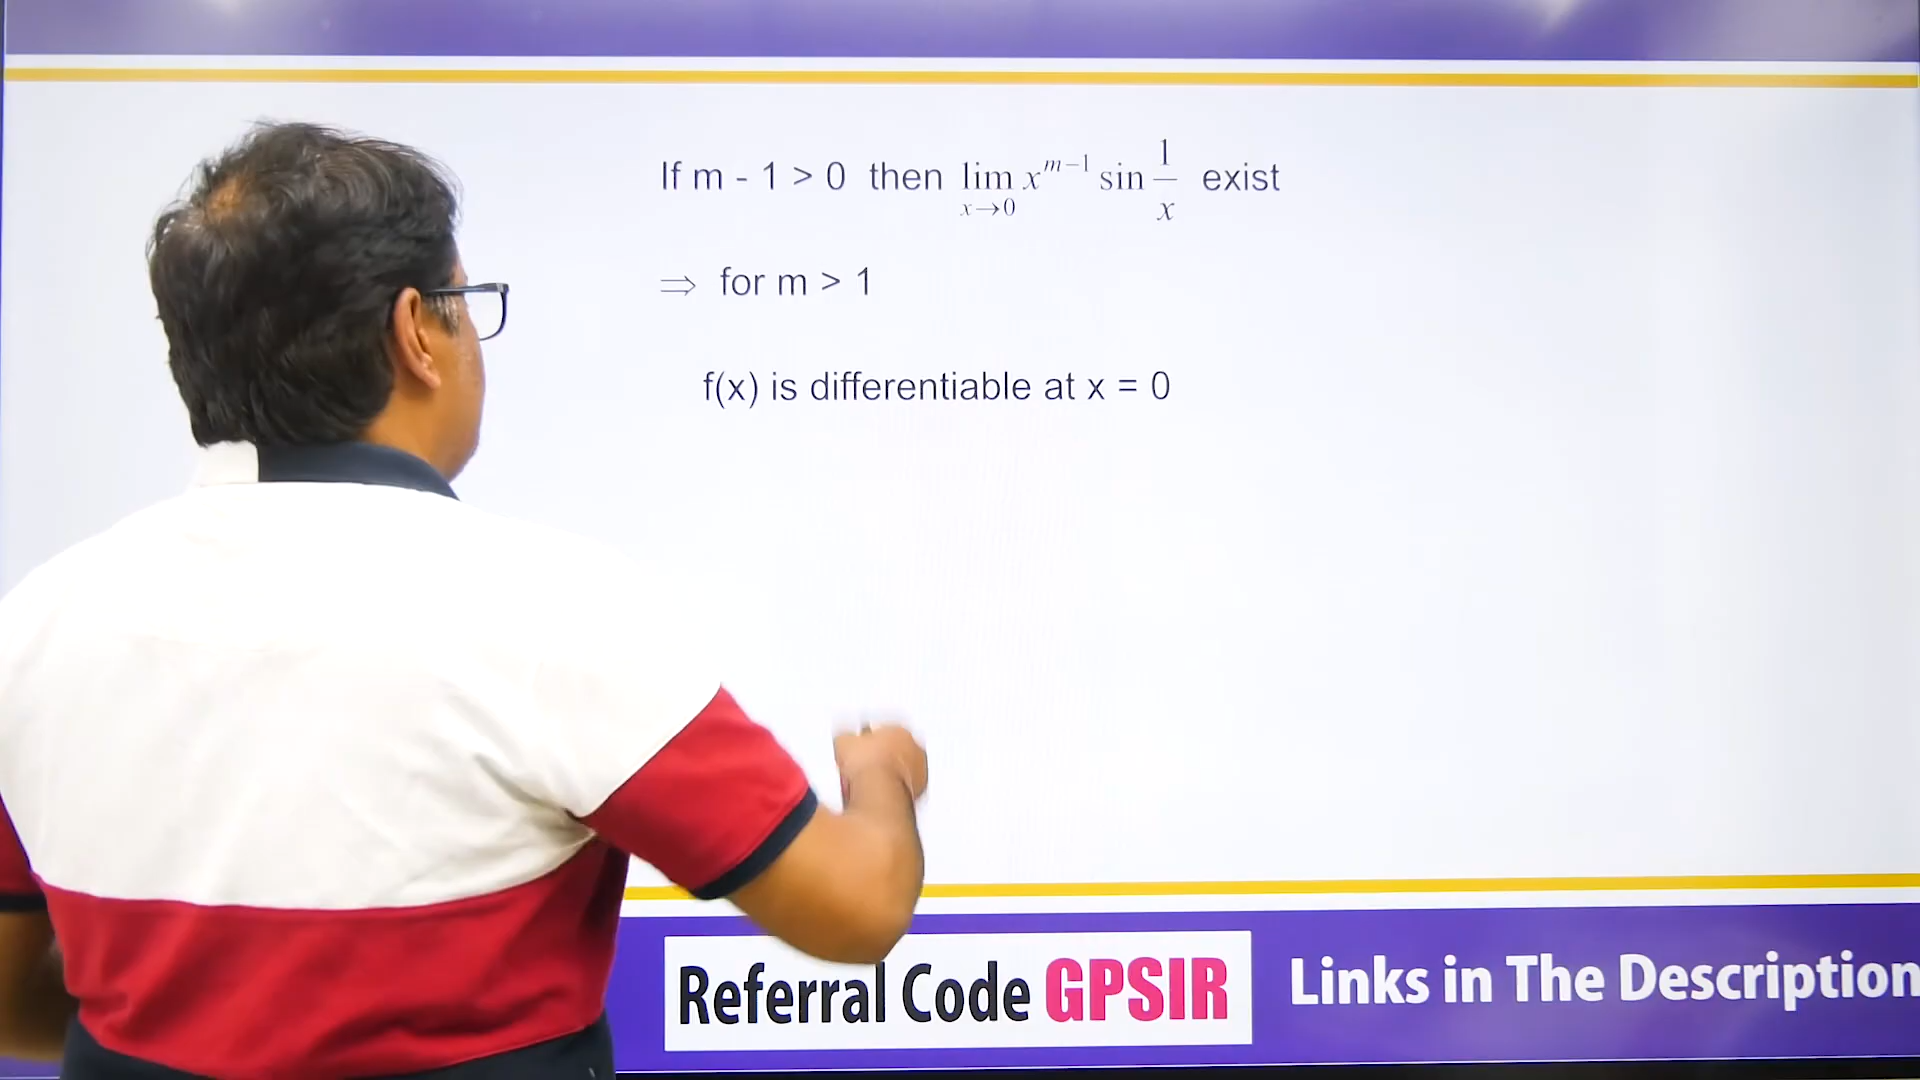 If m - 1 > 0 then lim x→0 x^{m-1} sin 1/x exist
⇒ for m > 1
f(x) is differentiable at x = 0
Referral Code GPSIR
Links in The Description